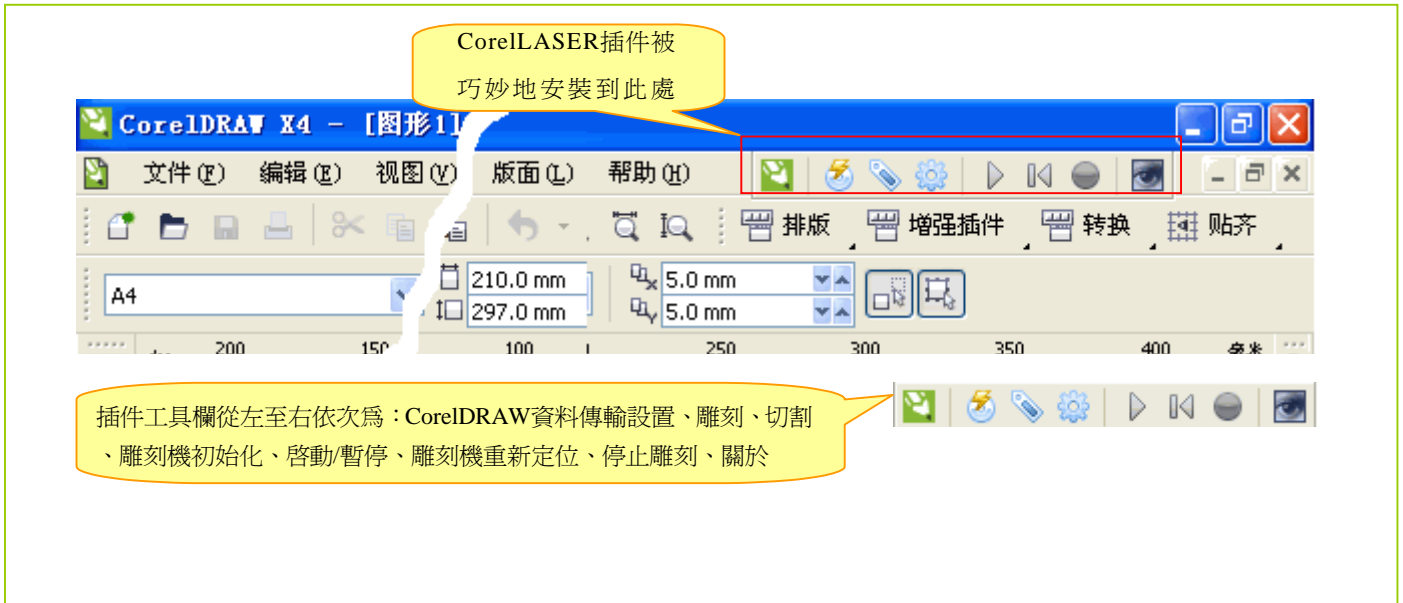 CorelLASER插件被
巧妙地安裝到此處
CorelDRAW X4 - [图形1]
文件(F) 编辑(E) 视图(V) 版面(L) 帮助(H)
排版 增强插件 转换 贴齐
A4 210.0 mm 5.0 mm
297.0 mm 5.0 mm
200 150 100 250 300 350 400 毫米
插件工具欄從左至右依次爲：CorelDRAW資料傳輸設置、雕刻、切割
、雕刻機初始化、啓動/暫停、雕刻機重新定位、停止雕刻、關於